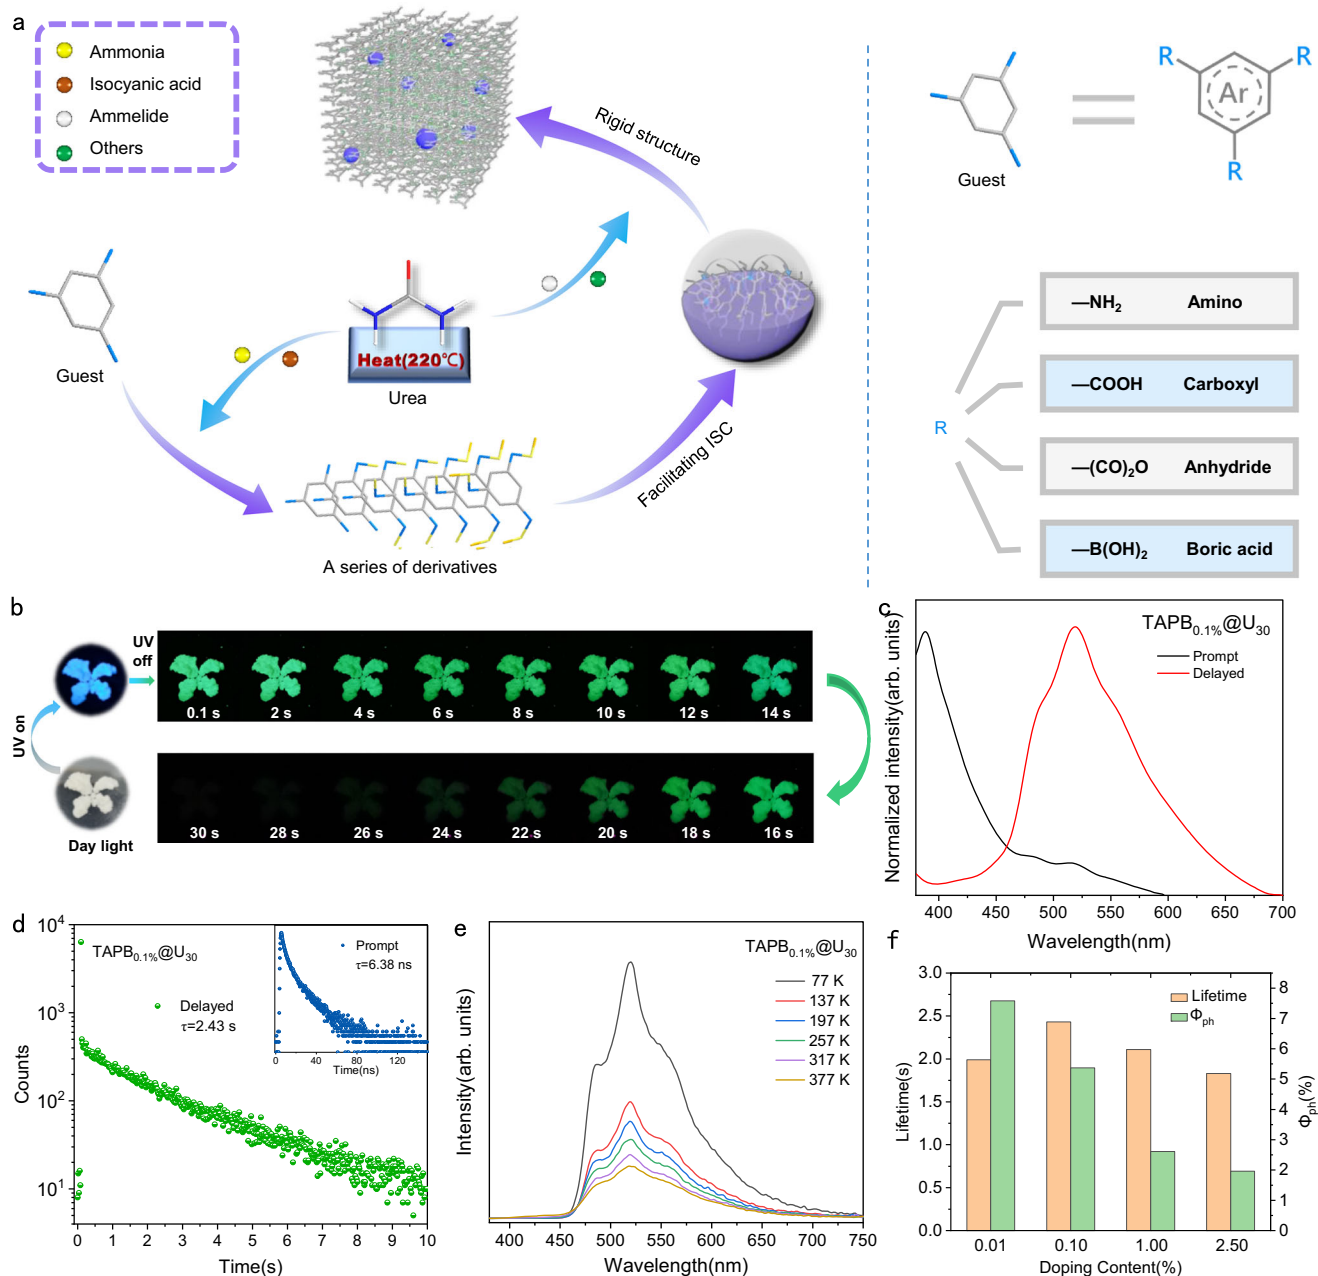 a
Ammonia
Isocyanic acid
Ammelide
Others
Rigid structure
Guest
Heat(220℃)
Urea
Facilitating ISC
A series of derivatives
Guest
Ar
R
R
R
R
—NH₂ Amino
—COOH Carboxyl
—(CO)₂O Anhydride
—B(OH)₂ Boric acid
b
UV on
UV off
Day light
0.1 s 2 s 4 s 6 s 8 s 10 s 12 s 14 s
30 s 28 s 26 s 24 s 22 s 20 s 18 s 16 s
c
TAPB₀.₁%@U₃₀
Prompt
Delayed
Normalized intensity(arb. units)
400 450 500 550 600 650 700
Wavelength(nm)
d
TAPB₀.₁%@U₃₀
Delayed
τ=2.43 s
Prompt
τ=6.38 ns
0 40 80 120
Time(ns)
Counts
10⁴
10³
10²
10¹
0 1 2 3 4 5 6 7 8 9 10
Time(s)
e
TAPB₀.₁%@U₃₀
77 K
137 K
197 K
257 K
317 K
377 K
Intensity(arb. units)
400 450 500 550 600 650 700 750
Wavelength(nm)
f
Lifetime
Φph
Lifetime(s)
3.0
2.5
2.0
1.5
1.0
0.5
0.0
Φph(%)
8
7
6
5
4
3
2
1
0
0.01 0.10 1.00 2.50
Doping Content(%)